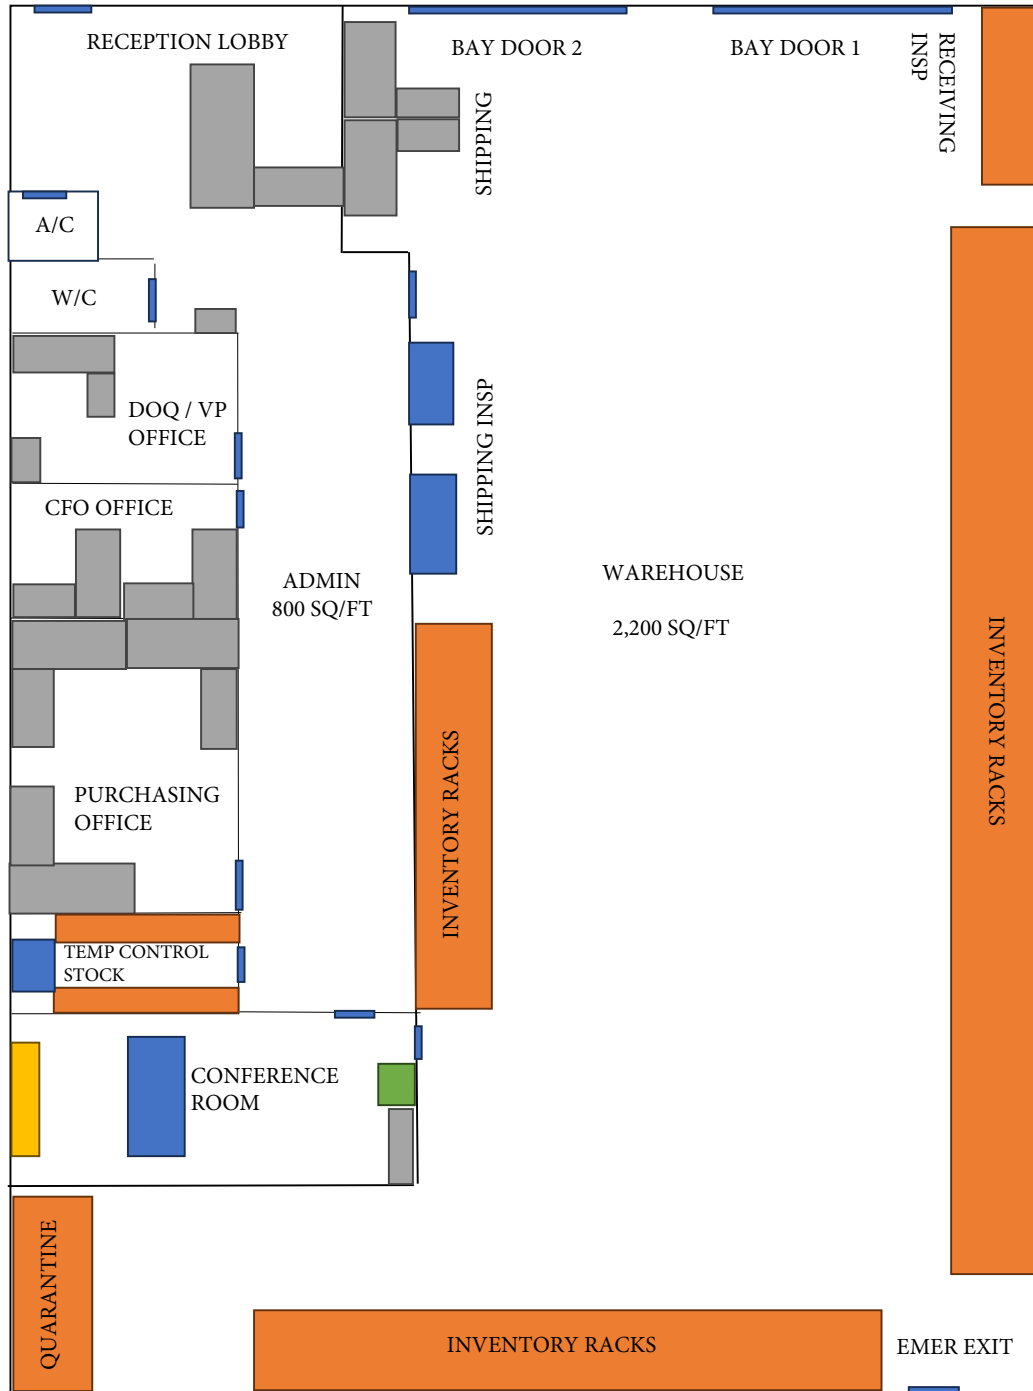 RECEPTION LOBBY
BAY DOOR 2
BAY DOOR 1
RECEIVING
INSP
SHIPPING
A/C
W/C
DOQ / VP
OFFICE
SHIPPING INSP
CFO OFFICE
ADMIN
800 SQ/FT
WAREHOUSE
2,200 SQ/FT
INVENTORY RACKS
INVENTORY RACKS
PURCHASING
OFFICE
TEMP CONTROL
STOCK
CONFERENCE
ROOM
QUARANTINE
INVENTORY RACKS
EMER EXIT